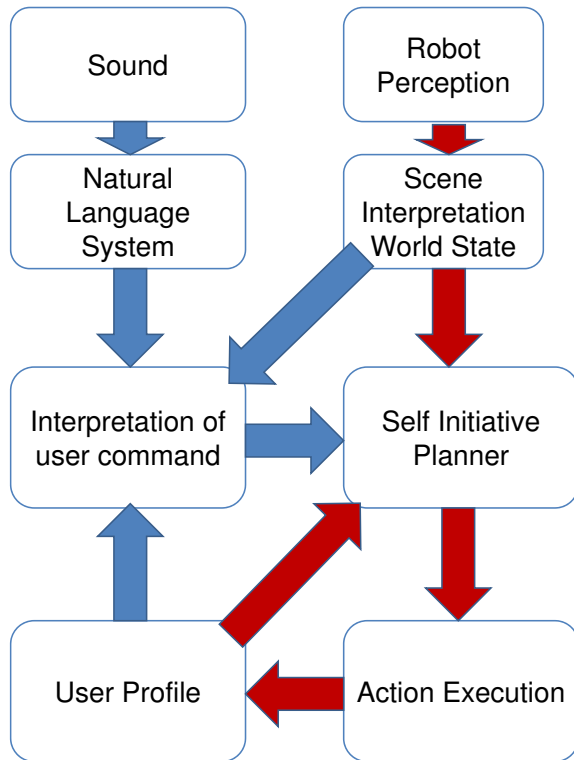 Sound
Robot
Perception
Natural
Language
System
Scene
Interpretation
World State
Interpretation of
user command
Self Initiative
Planner
User Profile
Action Execution